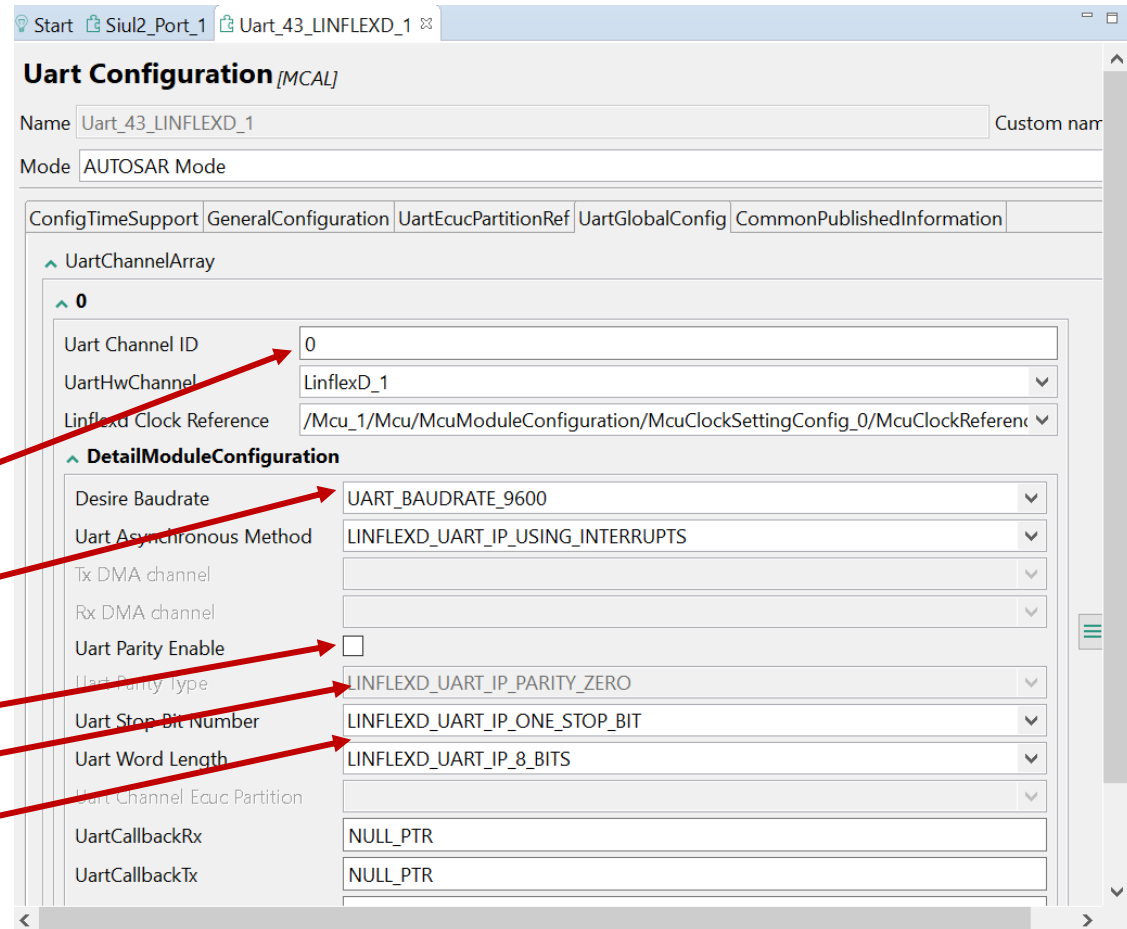 Start Siul2_Port_1 Uart_43_LINFLEXD_1
Uart Configuration [MCAL]
Name Uart_43_LINFLEXD_1 Custom nam
Mode AUTOSAR Mode
ConfigTimeSupport GeneralConfiguration UartEcucPartitionRef UartGlobalConfig CommonPublishedInformation
UartChannelArray
0
Uart Channel ID 0
UartHwChannel LinflexD_1
Linflexd Clock Reference /Mcu_1/Mcu/McuModuleConfiguration/McuClockSettingConfig_0/McuClockReferenc
DetailModuleConfiguration
Desire Baudrate UART_BAUDRATE_9600
Uart Asynchronous Method LINFLEXD_UART_IP_USING_INTERRUPTS
Tx DMA channel
Rx DMA channel
Uart Parity Enable
Uart Parity Type LINFLEXD_UART_IP_PARITY_ZERO
Uart Stop Bit Number LINFLEXD_UART_IP_ONE_STOP_BIT
Uart Word Length LINFLEXD_UART_IP_8_BITS
Uart Channel Ecuc Partition
UartCallbackRx NULL_PTR
UartCallbackTx NULL_PTR